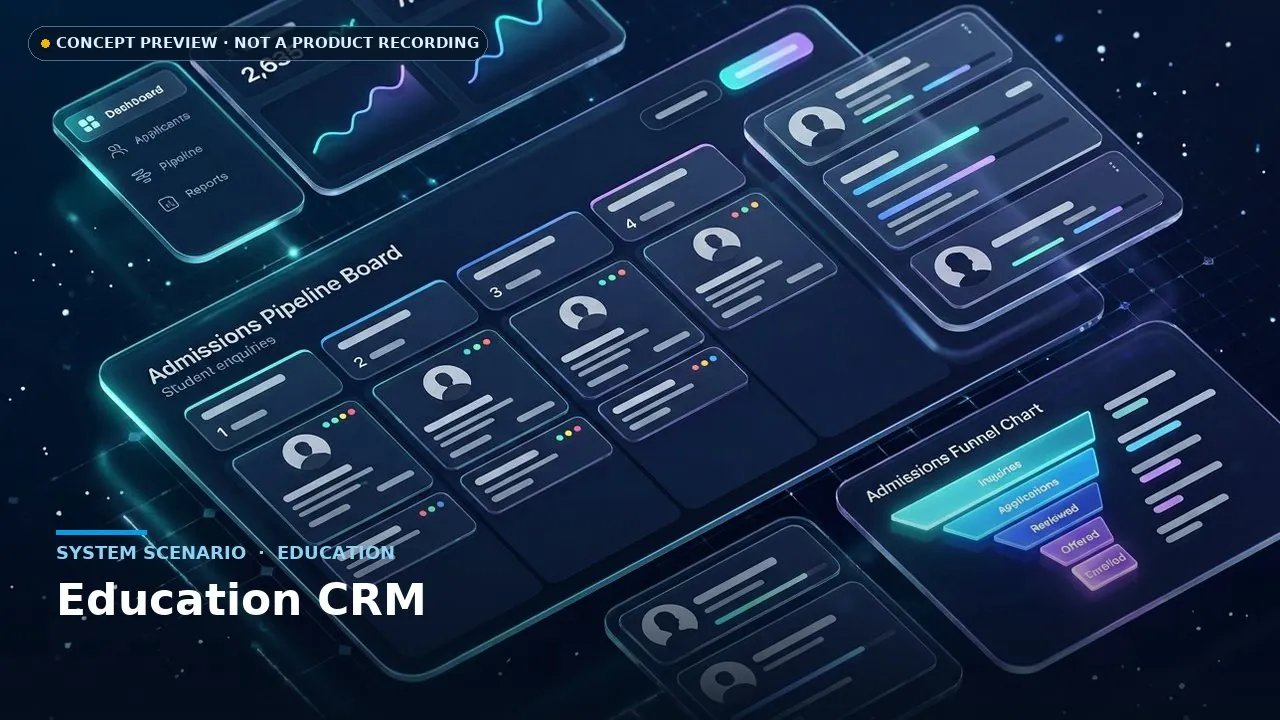 CONCEPT PREVIEW · NOT A PRODUCT RECORDING
Dashboard
Applicants
Pipeline
Reports
Admissions Pipeline Board
Student enquiries
1
2
3
4
Admissions Funnel Chart
Inquiries
Applications
Reviewed
Offered
Enrolled
SYSTEM SCENARIO · EDUCATION
Education CRM